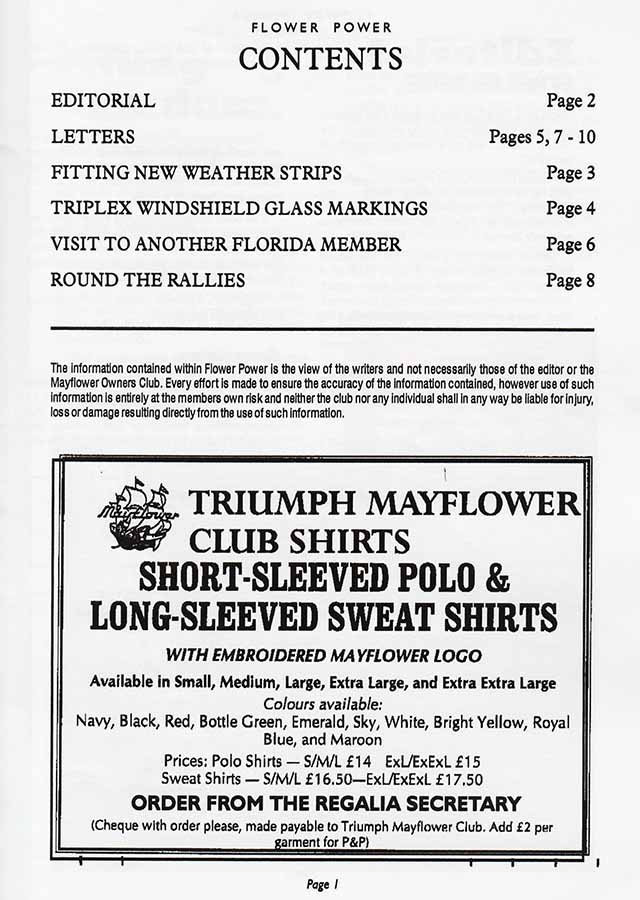 FLOWER POWER
CONTENTS
EDITORIAL Page 2
LETTERS Pages 5, 7 - 10
FITTING NEW WEATHER STRIPS Page 3
TRIPLEX WINDSHIELD GLASS MARKINGS Page 4
VISIT TO ANOTHER FLORIDA MEMBER Page 6
ROUND THE RALLIES Page 8
The information contained within Flower Power is the view of the writers and not necessarily those of the editor or the
Mayflower Owners Club. Every effort is made to ensure the accuracy of the information contained, however use of such
information is entirely at the members own risk and neither the club nor any individual shall in any way be liable for injury,
loss or damage resulting directly from the use of such information.
Mayflower
TRIUMPH MAYFLOWER
CLUB SHIRTS
SHORT-SLEEVED POLO &
LONG-SLEEVED SWEAT SHIRTS
WITH EMBROIDERED MAYFLOWER LOGO
Available in Small, Medium, Large, Extra Large, and Extra Extra Large
Colours available:
Navy, Black, Red, Bottle Green, Emerald, Sky, White, Bright Yellow, Royal
Blue, and Maroon
Prices: Polo Shirts — S/M/L £14 ExL/ExExL £15
Sweat Shirts — S/M/L £16.50—ExL/ExExL £17.50
ORDER FROM THE REGALIA SECRETARY
(Cheque with order please, made payable to Triumph Mayflower Club. Add £2 per
garment for P&P)
Page 1